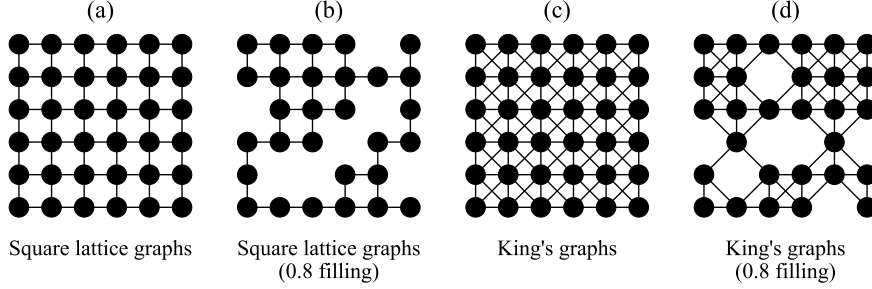 (a) (b) (c) (d)
Square lattice graphs Square lattice graphs King's graphs King's graphs
(0.8 filling) (0.8 filling)